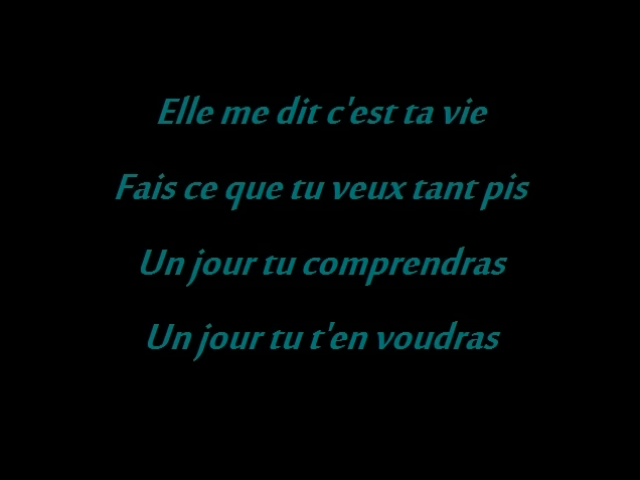 Elle me dit c'est ta vie
Fais ce que tu veux tant pis
Un jour tu comprendras
Un jour tu t'en voudras